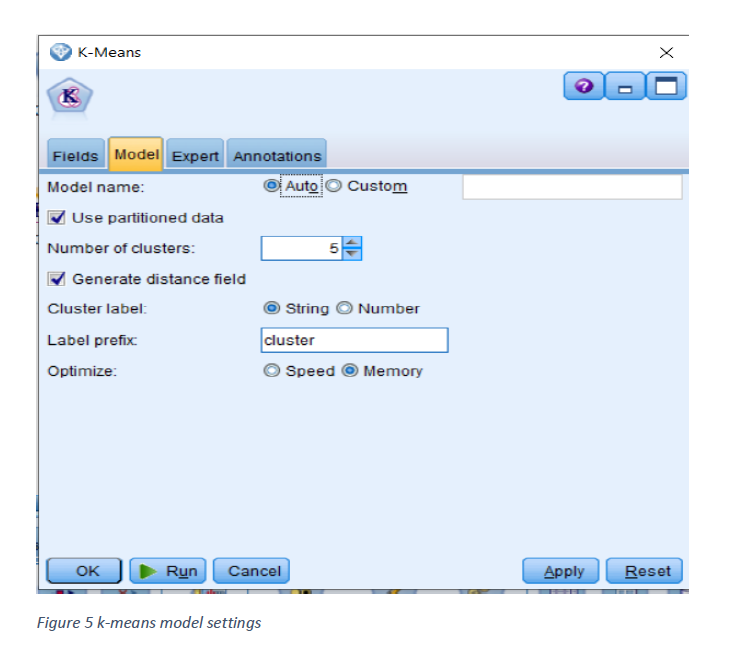 K-Means
Fields Model Expert Annotations
Model name: Auto Custom
Use partitioned data
Number of clusters: 5
Generate distance field
Cluster label: String Number
Label prefix: cluster
Optimize: Speed Memory
OK Run Cancel Apply Reset
Figure 5 k-means model settings